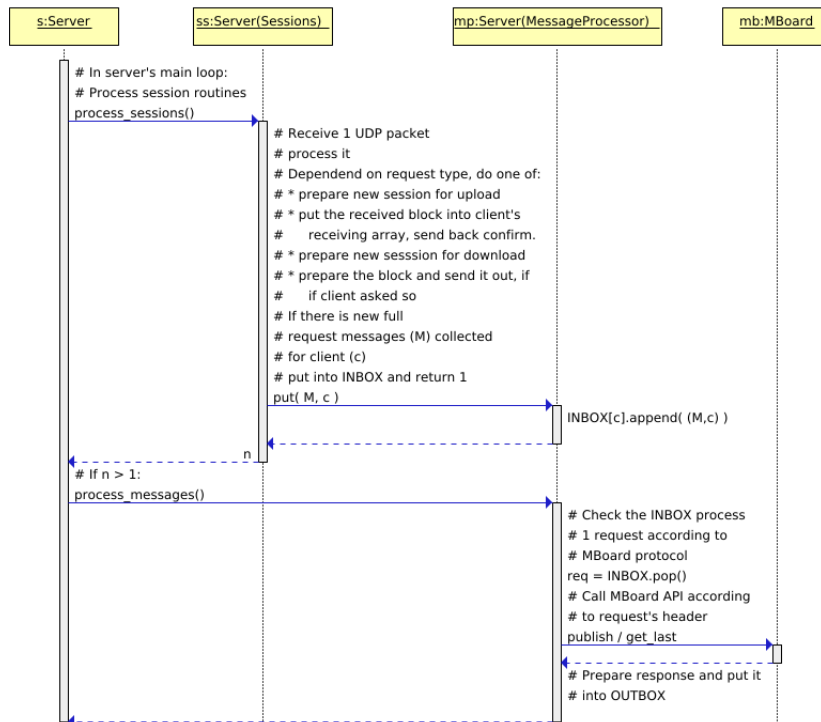 s:Server
ss:Server(Sessions)
mp:Server(MessageProcessor)
mb:MBoard
# In server's main loop:
# Process session routines
process_sessions()
# Receive 1 UDP packet
# process it
# Dependend on request type, do one of:
# * prepare new session for upload
# * put the received block into client's
# receiving array, send back confirm.
# * prepare new sesssion for download
# * prepare the block and send it out, if
# if client asked so
# If there is new full
# request messages (M) collected
# for client (c)
# put into INBOX and return 1
put( M, c )
INBOX[c].append( (M,c) )
n
# If n > 1:
process_messages()
# Check the INBOX process
# 1 request according to
# MBoard protocol
req = INBOX.pop()
# Call MBoard API according
# to request's header
publish / get_last
# Prepare response and put it
# into OUTBOX